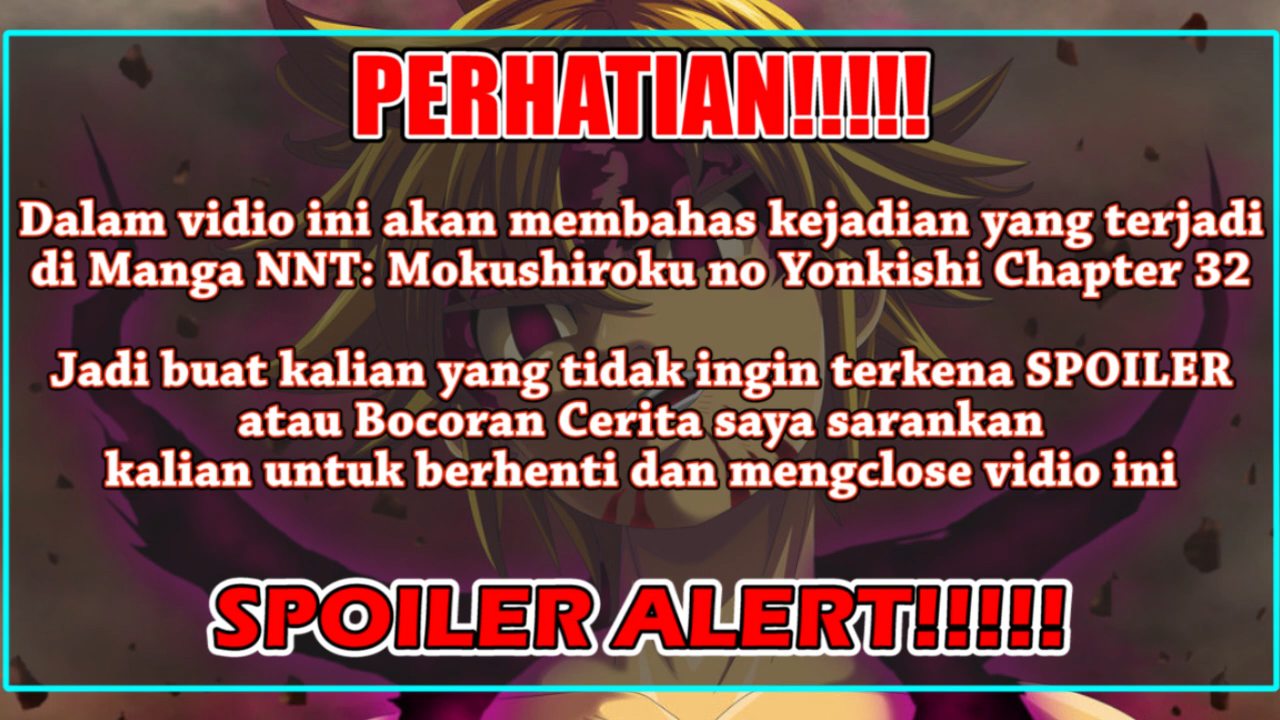 PERHATIAN!!!!!
Dalam vidio ini akan membahas kejadian yang terjadi
di Manga NNT: Mokushiroku no Yonkishi Chapter 32
Jadi buat kalian yang tidak ingin terkena SPOILER
atau Bocoran Cerita saya sarankan
kalian untuk berhenti dan mengclose vidio ini
SPOILER ALERT!!!!!